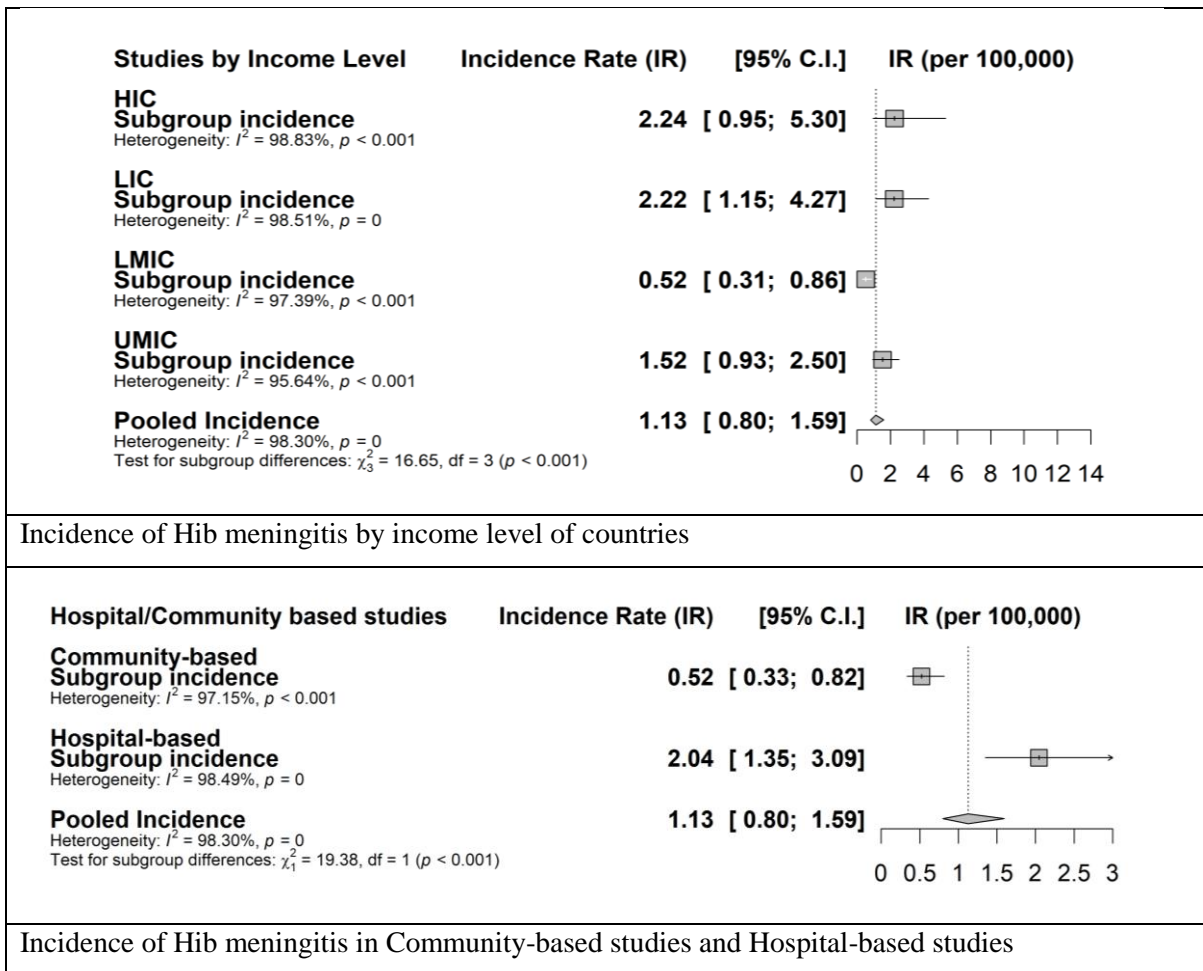 Studies by Income Level Incidence Rate (IR) [95% C.I.] IR (per 100,000)
HIC
Subgroup incidence 2.24 [ 0.95; 5.30]
Heterogeneity: I² = 98.83%, p < 0.001
LIC
Subgroup incidence 2.22 [ 1.15; 4.27]
Heterogeneity: I² = 98.51%, p = 0
LMIC
Subgroup incidence 0.52 [ 0.31; 0.86]
Heterogeneity: I² = 97.39%, p < 0.001
UMIC
Subgroup incidence 1.52 [ 0.93; 2.50]
Heterogeneity: I² = 95.64%, p < 0.001
Pooled Incidence 1.13 [ 0.80; 1.59]
Heterogeneity: I² = 98.30%, p = 0
Test for subgroup differences: χ²₃ = 16.65, df = 3 (p < 0.001)
0 2 4 6 8 10 12 14
Incidence of Hib meningitis by income level of countries
Hospital/Community based studies Incidence Rate (IR) [95% C.I.] IR (per 100,000)
Community-based
Subgroup incidence 0.52 [ 0.33; 0.82]
Heterogeneity: I² = 97.15%, p < 0.001
Hospital-based
Subgroup incidence 2.04 [ 1.35; 3.09]
Heterogeneity: I² = 98.49%, p = 0
Pooled Incidence 1.13 [ 0.80; 1.59]
Heterogeneity: I² = 98.30%, p = 0
Test for subgroup differences: χ²₁ = 19.38, df = 1 (p < 0.001)
0 0.5 1 1.5 2 2.5 3
Incidence of Hib meningitis in Community-based studies and Hospital-based studies